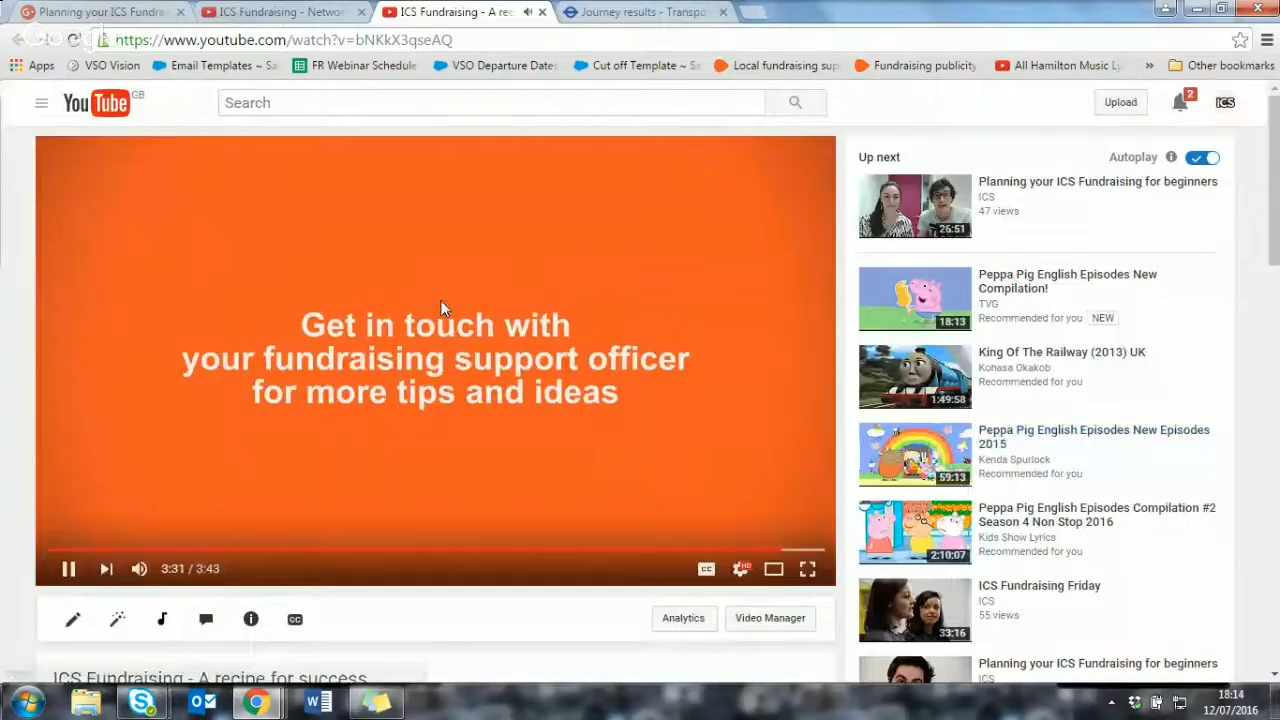 Planning your ICS Fundra
ICS Fundraising - Networ
ICS Fundraising - A rec
Journey results - Transpo
https://www.youtube.com/watch?v=bNKkX3qseAQ
Apps
VSO Vision
Email Templates ~ Sa
FR Webinar Schedule
VSO Departure Dates
Cut off Template ~ S
Local fundraising sup
Fundraising publicity
All Hamilton Music Ly
»
Other bookmarks
YouTube GB
Search
Upload
2
ICS
Get in touch with
your fundraising support officer
for more tips and ideas
3:31 / 3:43
CC
HD
CC
Analytics
Video Manager
ICS Fundraising - A recipe for success
Up next
Autoplay
Planning your ICS Fundraising for beginners
ICS
47 views
26:51
Peppa Pig English Episodes New
Compilation!
TVG
Recommended for you NEW
18:13
King Of The Railway (2013) UK
Kohasa Okakob
Recommended for you
1:49:58
Peppa Pig English Episodes New Episodes
2015
Kenda Spurlock
Recommended for you
59:13
Peppa Pig English Episodes Compilation #2
Season 4 Non Stop 2016
Kids Show Lyrics
Recommended for you
2:10:07
ICS Fundraising Friday
ICS
55 views
33:16
Planning your ICS Fundraising for beginners
ICS
18:14
12/07/2016